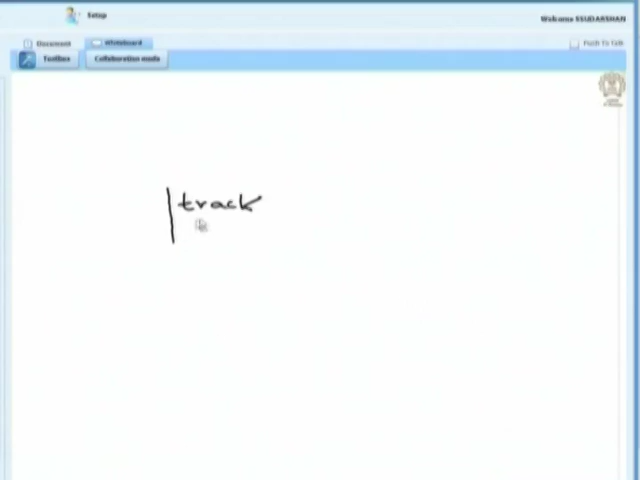 Setup
Welcome SSUDARSHAN
Document Whiteboard
Push To Talk
Toolbox Collaboration mode
track